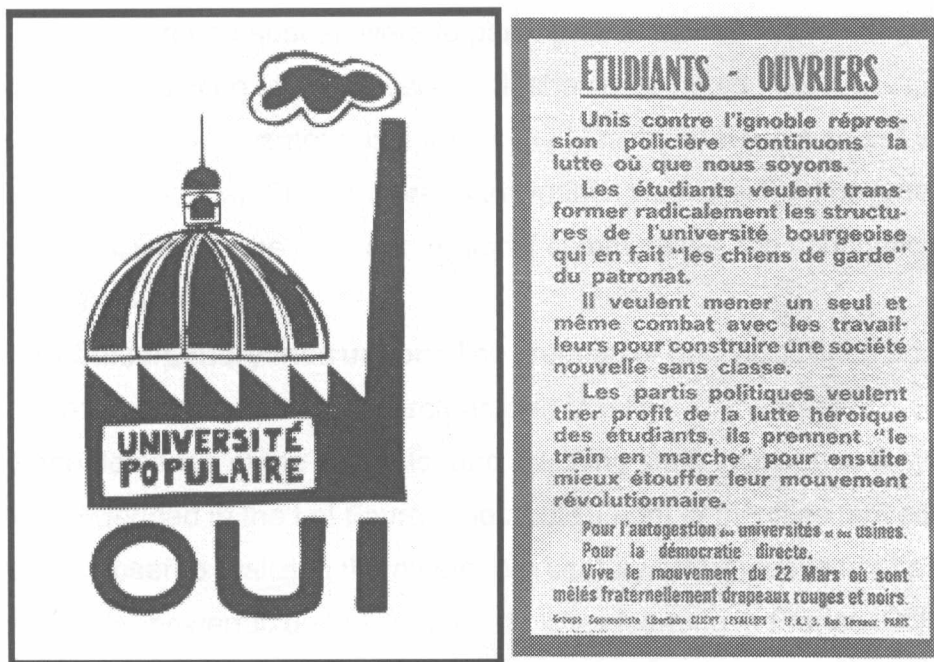 UNIVERSITÉ
POPULAIRE
OUI
ETUDIANTS - OUVRIERS
Unis contre l'ignoble répres-
sion policière continuons la
lutte où que nous soyons.
Les étudiants veulent trans-
former radicalement les structu-
res de l'université bourgeoise
qui en fait "les chiens de garde"
du patronat.
Il veulent mener un seul et
même combat avec les travail-
leurs pour construire une société
nouvelle sans classe.
Les partis politiques veulent
tirer profit de la lutte héroïque
des étudiants, ils prennent "le
train en marche" pour ensuite
mieux étouffer leur mouvement
révolutionnaire.
Pour l'autogestion des universités et des usines.
Pour la démocratie directe.
Vive le mouvement du 22 Mars où sont
mêlés fraternellement drapeaux rouges et noirs.
Groupe Communiste Libertaire CLICHY LEVALLOIS - (F.A.) 3, Rue Ternaux PARIS